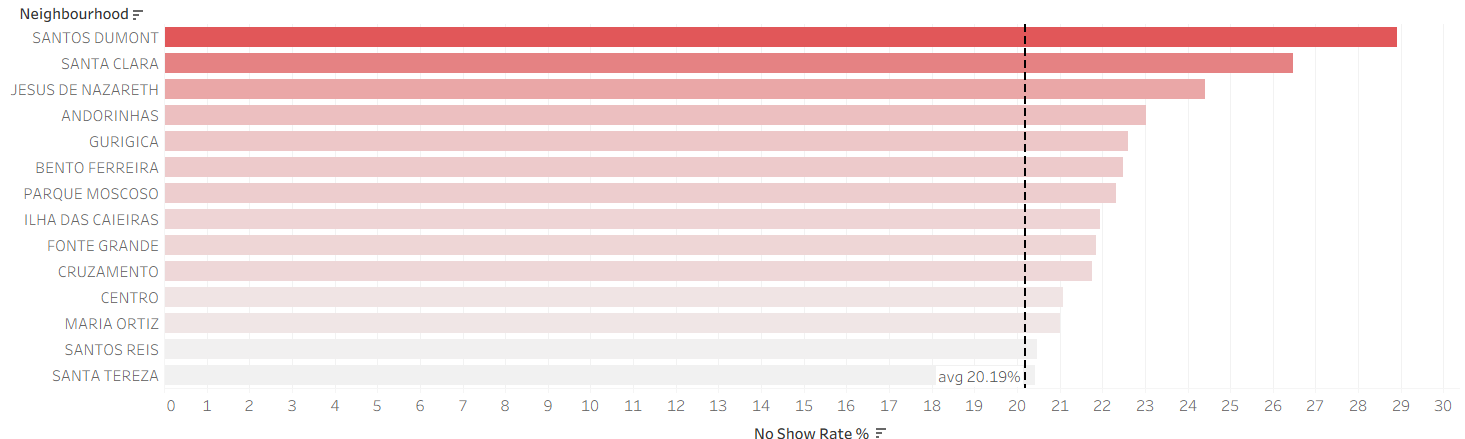 Neighbourhood
SANTOS DUMONT
SANTA CLARA
JESUS DE NAZARETH
ANDORINHAS
GURIGICA
BENTO FERREIRA
PARQUE MOSCOSO
ILHA DAS CAIEIRAS
FONTE GRANDE
CRUZAMENTO
CENTRO
MARIA ORTIZ
SANTOS REIS
SANTA TEREZA
avg 20.19%
0 1 2 3 4 5 6 7 8 9 10 11 12 13 14 15 16 17 18 19 20 21 22 23 24 25 26 27 28 29 30
No Show Rate %